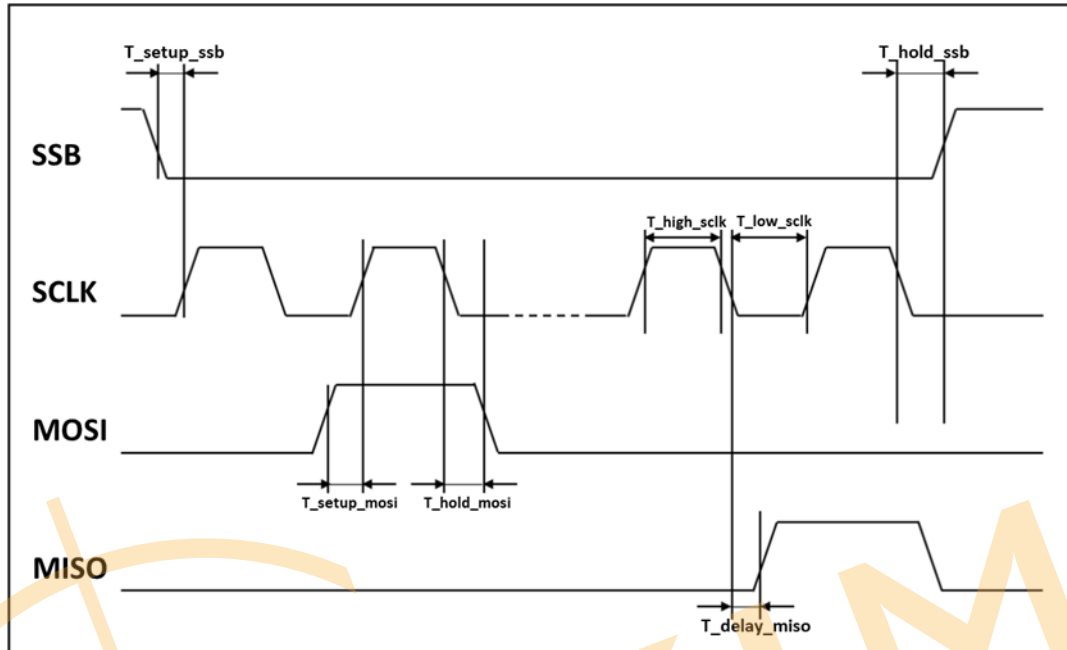 T_setup_ssb
T_hold_ssb
SSB
T_high_sclk
T_low_sclk
SCLK
MOSI
T_setup_mosi
T_hold_mosi
MISO
T_delay_miso